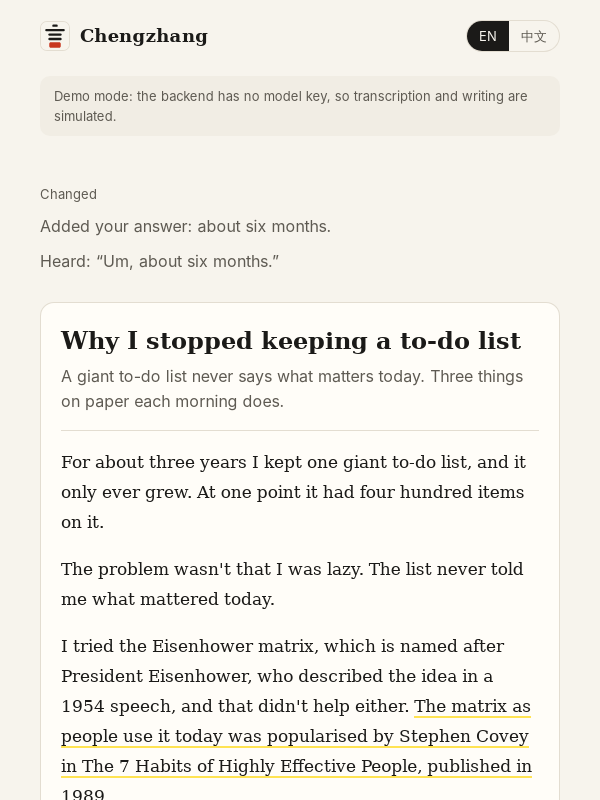 Chengzhang
EN
中文
Demo mode: the backend has no model key, so transcription and writing are
simulated.
Changed
Added your answer: about six months.
Heard: “Um, about six months.”
Why I stopped keeping a to-do list
A giant to-do list never says what matters today. Three things
on paper each morning does.
For about three years I kept one giant to-do list, and it
only ever grew. At one point it had four hundred items
on it.
The problem wasn't that I was lazy. The list never told
me what mattered today.
I tried the Eisenhower matrix, which is named after
President Eisenhower, who described the idea in a
1954 speech, and that didn't help either. The matrix as
people use it today was popularised by Stephen Covey
in The 7 Habits of Highly Effective People, published in
1989